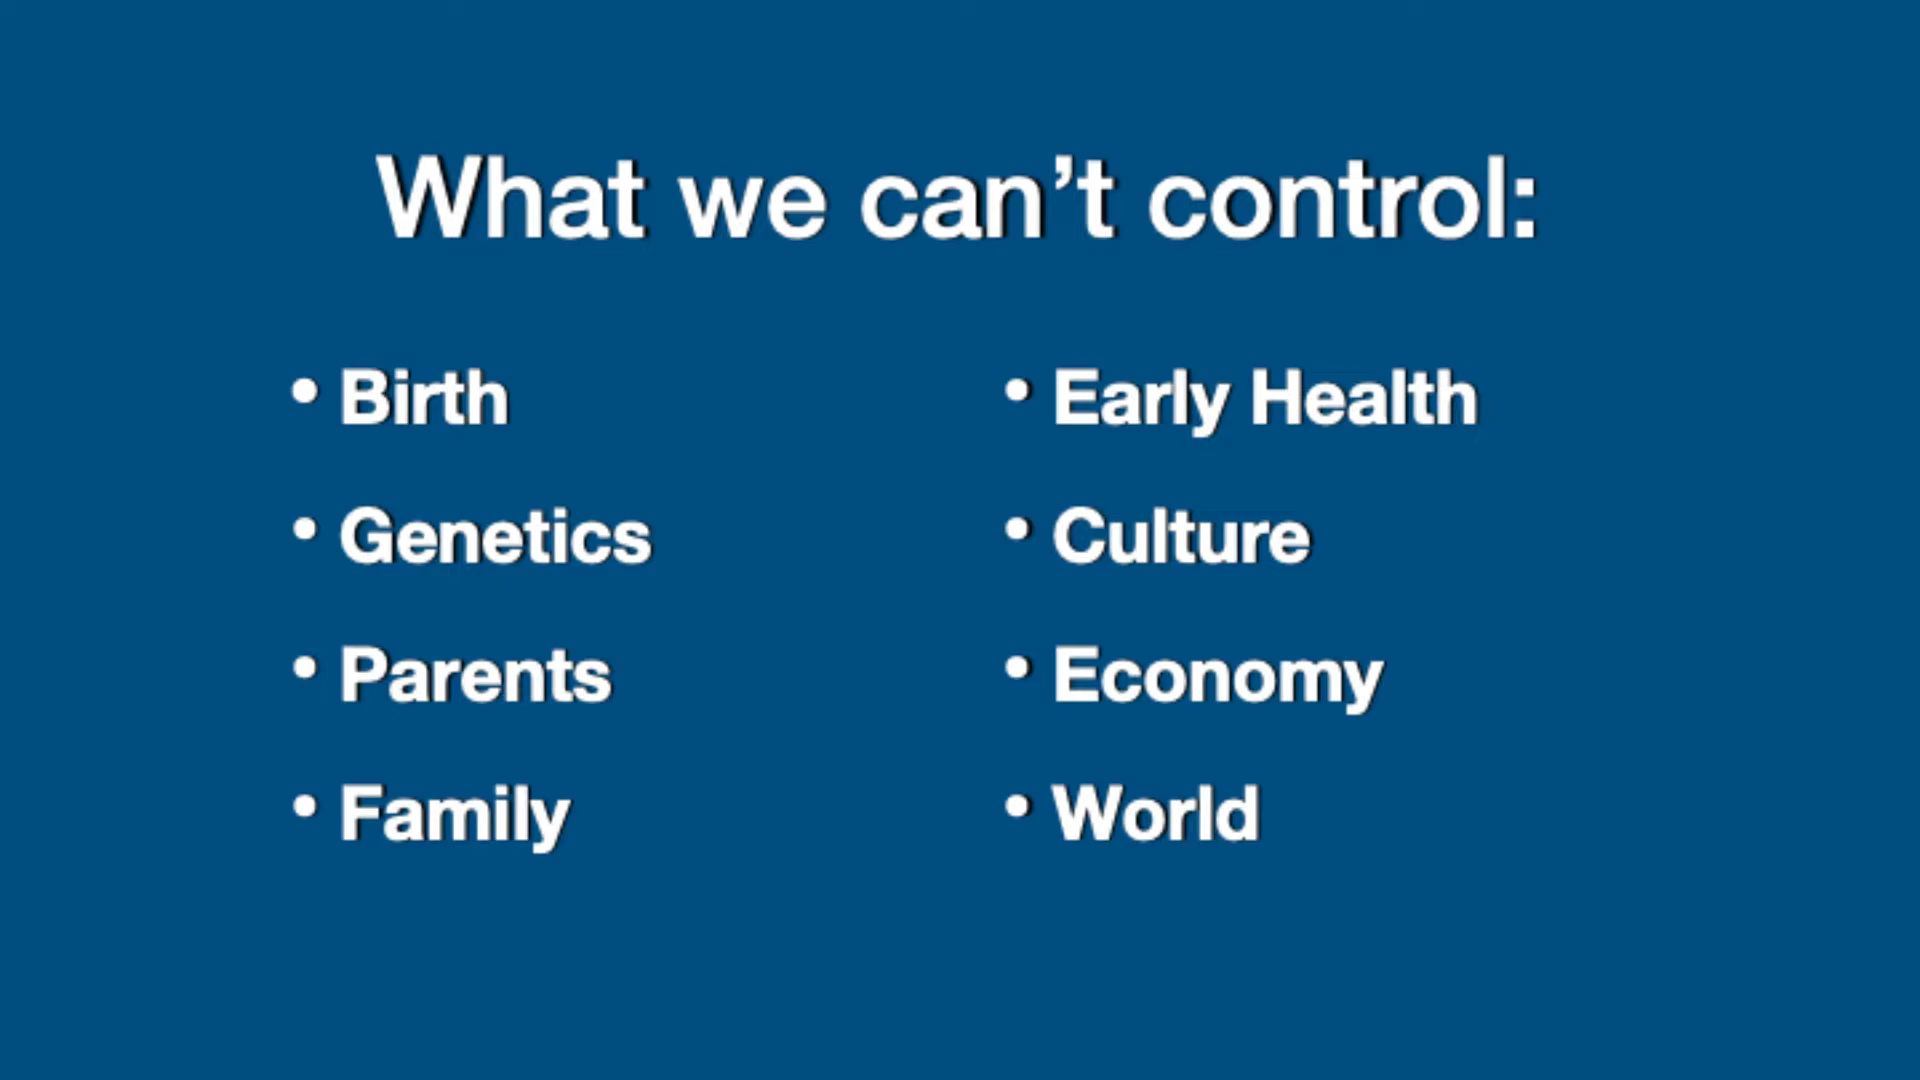 What we can’t control:
• Birth
• Genetics
• Parents
• Family
• Early Health
• Culture
• Economy
• World